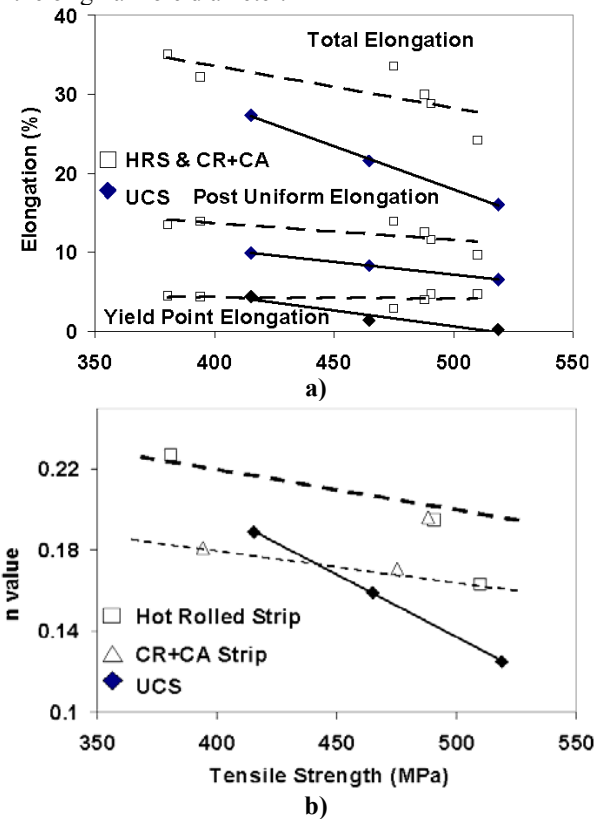 40
Total Elongation
30
Elongation (%)
HRS & CR+CA
20
UCS Post Uniform Elongation
10
Yield Point Elongation
0
350 400 450 500 550
a)
0.22
0.18
n value
Hot Rolled Strip
0.14
CR+CA Strip
UCS
0.1
350 400 450 500 550
Tensile Strength (MPa)
b)